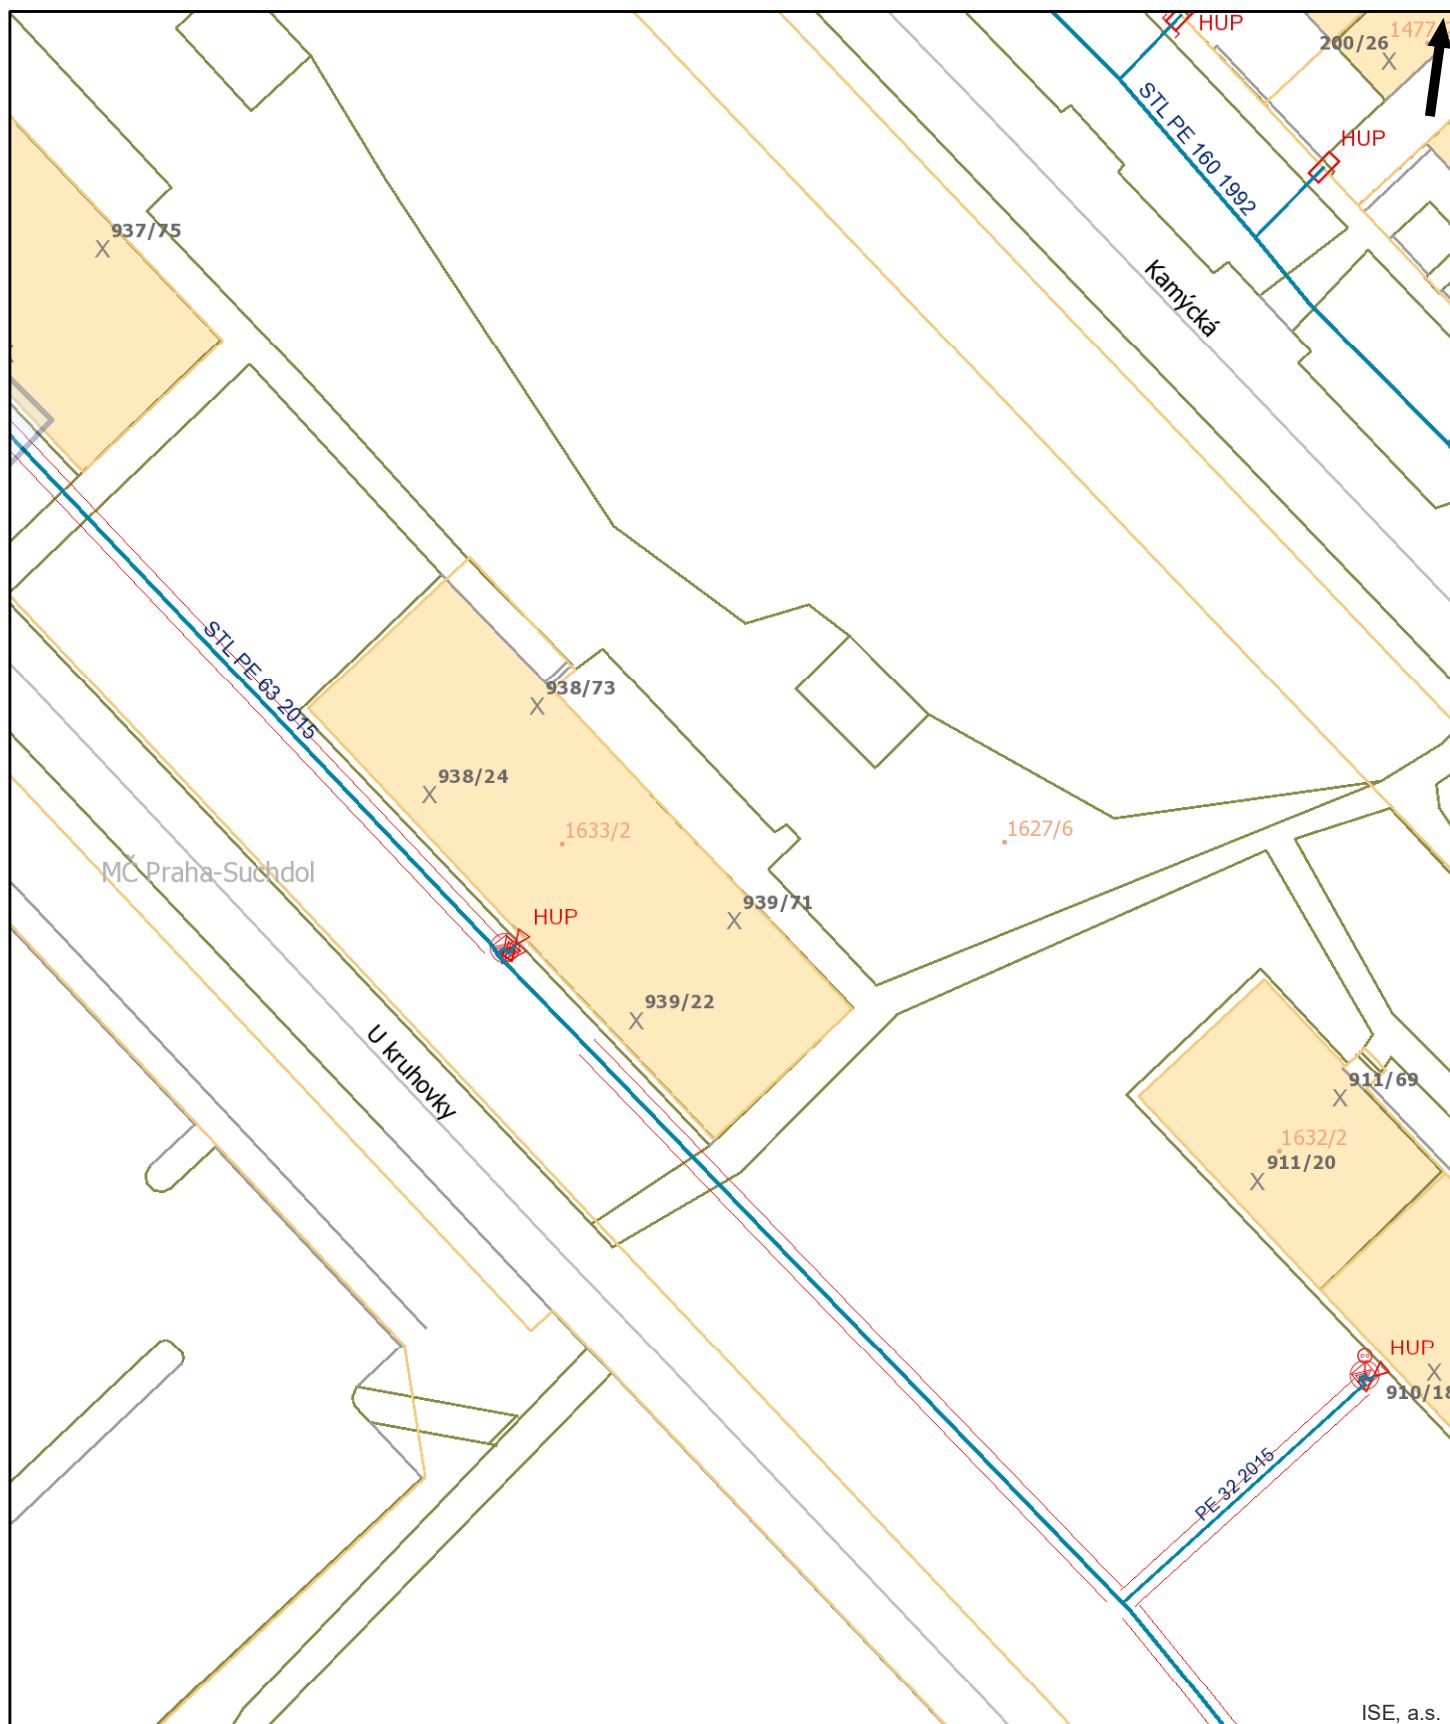 HUP
1477
200/26
STL PE 160 1992
HUP
937/75
Kamýcká
STL PE 63 2015
938/73
938/24
1633/2
1627/6
MČ Praha-Suchdol
HUP
939/71
939/22
U kruhovky
911/69
1632/2
911/20
HUP
910/18
PE 32 2015
ISE, a.s.